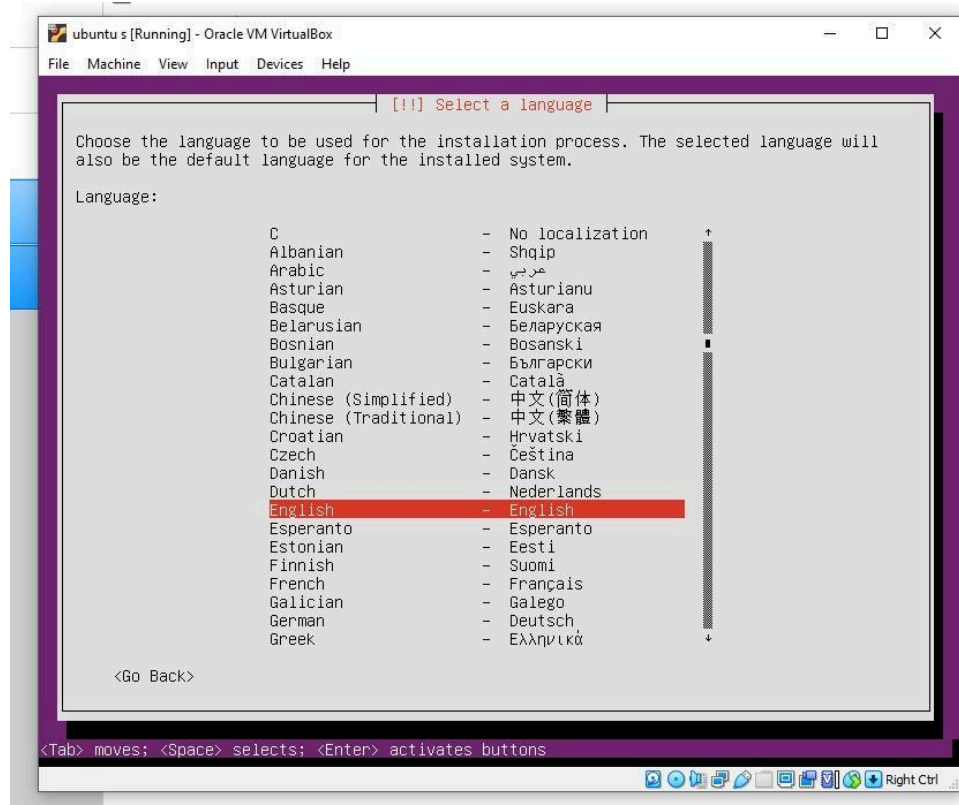 ubuntu s [Running] - Oracle VM VirtualBox
File Machine View Input Devices Help
[!!] Select a language
Choose the language to be used for the installation process. The selected language will
also be the default language for the installed system.
Language:
C - No localization
Albanian - Shqip
Arabic - عربي
Asturian - Asturianu
Basque - Euskara
Belarusian - Беларуская
Bosnian - Bosanski
Bulgarian - Български
Catalan - Català
Chinese (Simplified) - 中文(简体)
Chinese (Traditional) - 中文(繁體)
Croatian - Hrvatski
Czech - Čeština
Danish - Dansk
Dutch - Nederlands
English - English
Esperanto - Esperanto
Estonian - Eesti
Finnish - Suomi
French - Français
Galician - Galego
German - Deutsch
Greek - Ελληνικά
<Go Back>
<Tab> moves; <Space> selects; <Enter> activates buttons
Right Ctrl